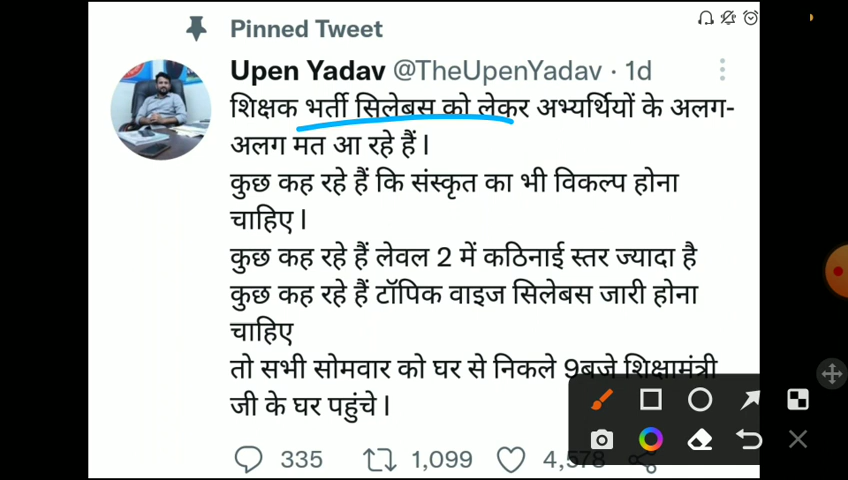 Pinned Tweet
Upen Yadav @TheUpenYadav · 1d
शिक्षक भर्ती सिलेबस को लेकर अभ्यर्थियों के अलग-
अलग मत आ रहे हैं।
कुछ कह रहे हैं कि संस्कृत का भी विकल्प होना
चाहिए।
कुछ कह रहे हैं लेवल 2 में कठिनाई स्तर ज्यादा है
कुछ कह रहे हैं टॉपिक वाइज सिलेबस जारी होना
चाहिए
तो सभी सोमवार को घर से निकले 9बजे शिक्षामंत्री
जी के घर पहुंचे।
335 1,099 4,578